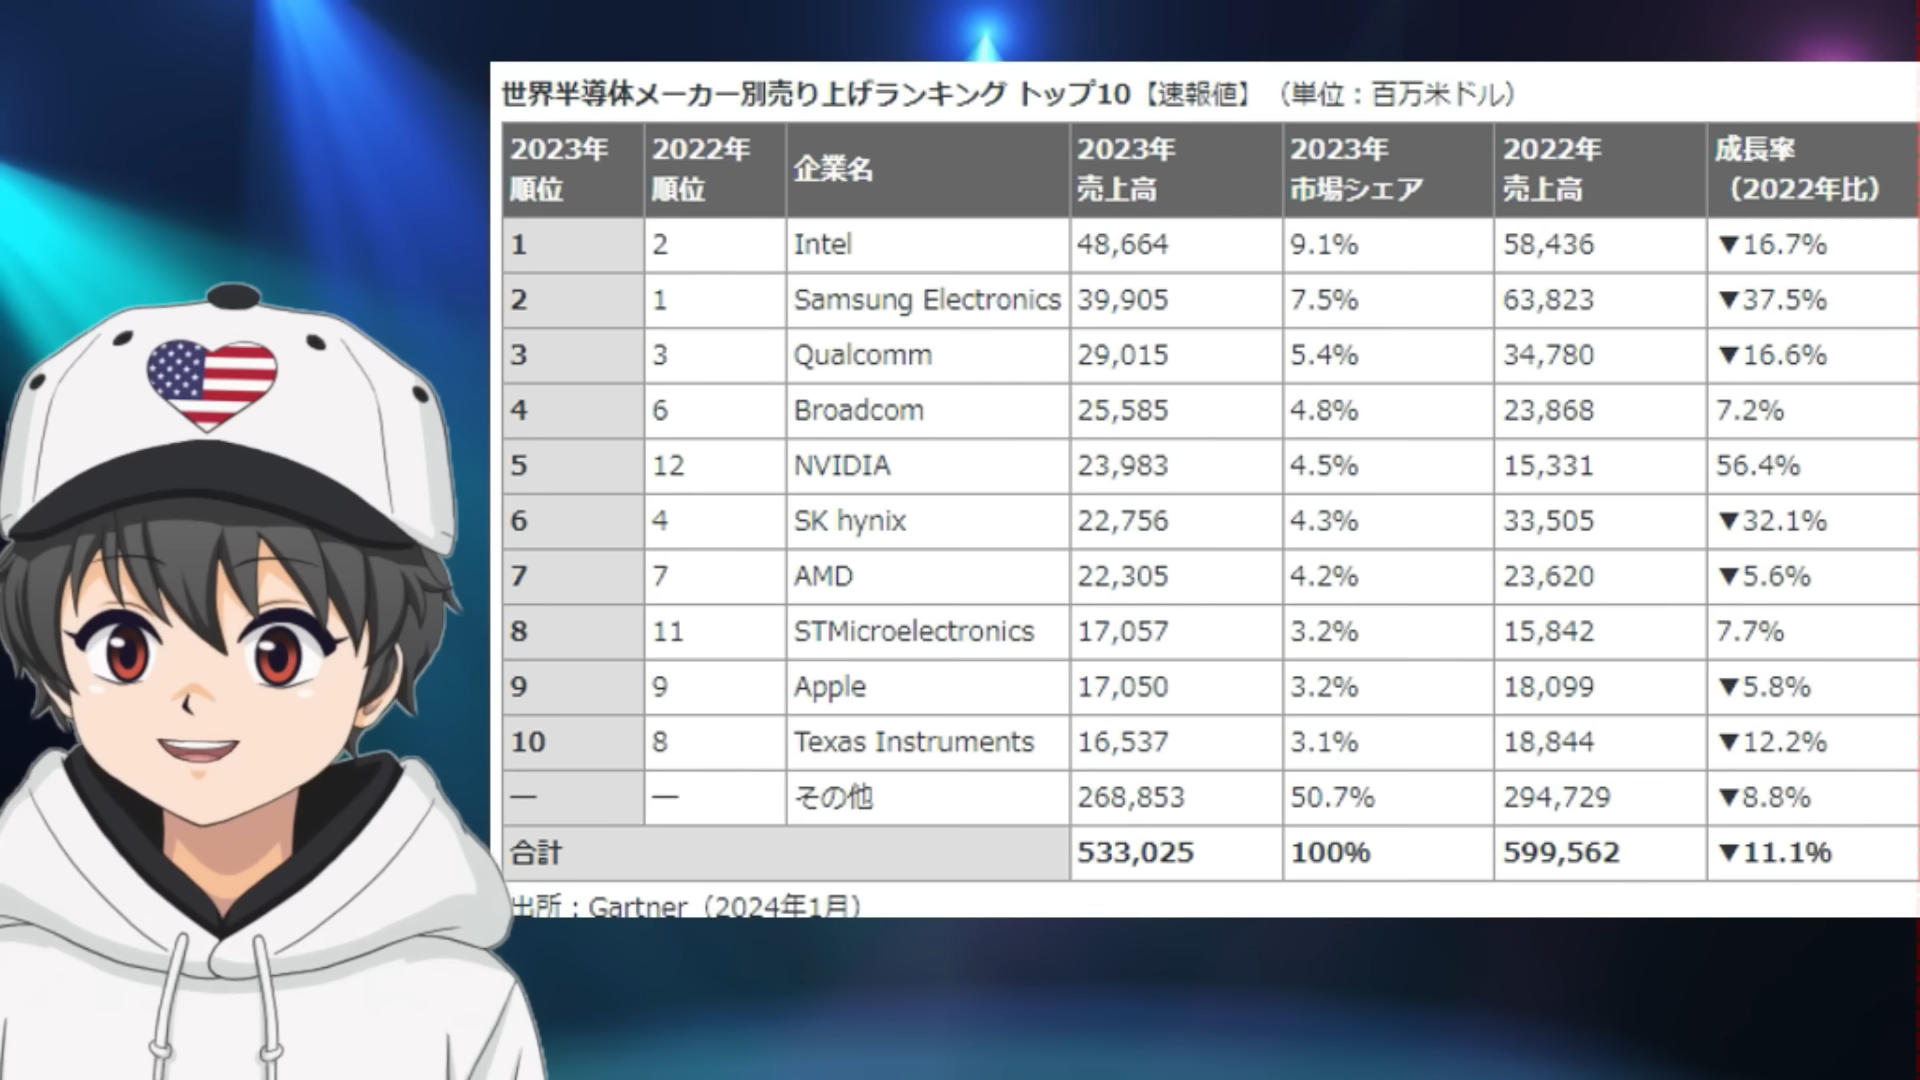 世界半導体メーカー別売り上げランキング トップ10【速報値】（単位：百万米ドル）
2023年順位 2022年順位 企業名 2023年売上高 2023年市場シェア 2022年売上高 成長率（2022年比）
1 2 Intel 48,664 9.1% 58,436 ▼16.7%
2 1 Samsung Electronics 39,905 7.5% 63,823 ▼37.5%
3 3 Qualcomm 29,015 5.4% 34,780 ▼16.6%
4 6 Broadcom 25,585 4.8% 23,868 7.2%
5 12 NVIDIA 23,983 4.5% 15,331 56.4%
6 4 SK hynix 22,756 4.3% 33,505 ▼32.1%
7 7 AMD 22,305 4.2% 23,620 ▼5.6%
8 11 STMicroelectronics 17,057 3.2% 15,842 7.7%
9 9 Apple 17,050 3.2% 18,099 ▼5.8%
10 8 Texas Instruments 16,537 3.1% 18,844 ▼12.2%
― ― その他 268,853 50.7% 294,729 ▼8.8%
合計 533,025 100% 599,562 ▼11.1%
出所：Gartner（2024年1月）